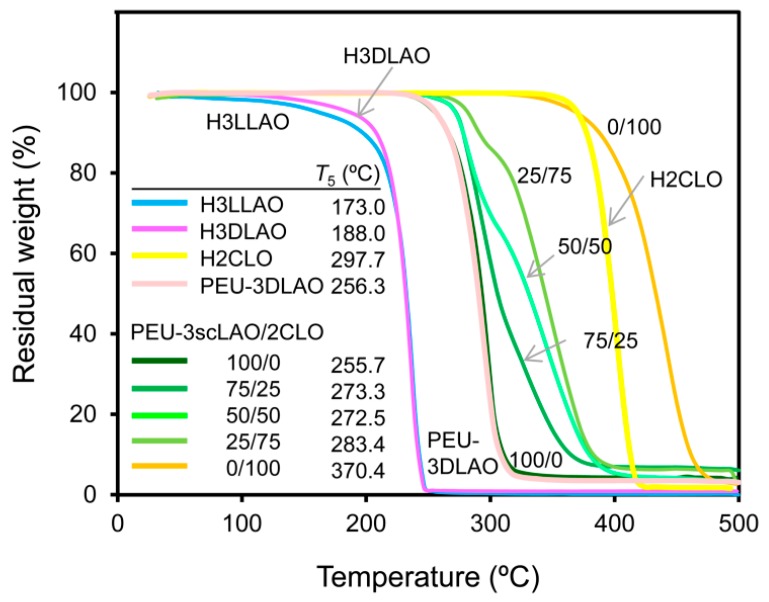 H3DLAO
100
H3LLAO
0/100
80
T5 (ºC)
25/75
H2CLO
H3LLAO 173.0
H3DLAO 188.0
60
50/50
H2CLO 297.7
PEU-3DLAO 256.3
Residual weight (%)
40
PEU-3scLAO/2CLO
75/25
100/0 255.7
75/25 273.3
20
50/50 272.5
25/75 283.4
0/100 370.4
PEU-
3DLAO
100/0
0
0 100 200 300 400 500
Temperature (ºC)